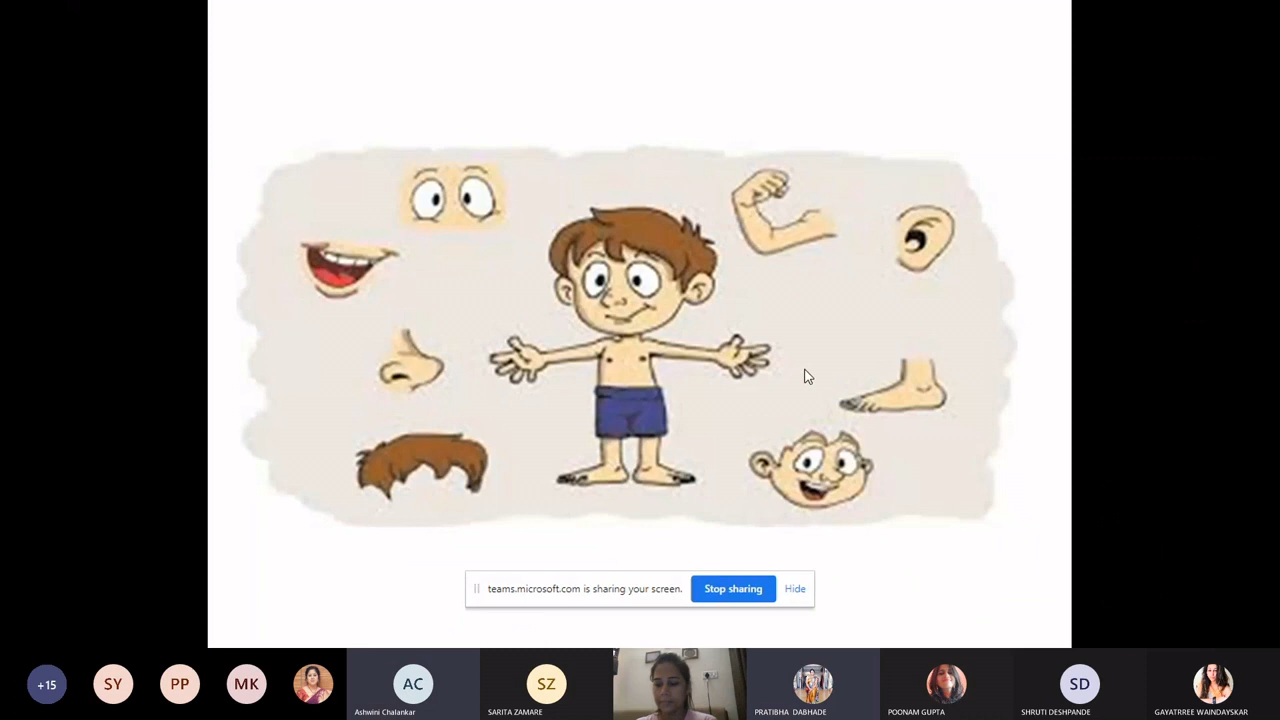 teams.microsoft.com is sharing your screen. Stop sharing Hide
+15 SY PP MK AC SZ SD
Ashwini Chalankar SARITA ZAMARE PRATIBHA DABHADE POONAM GUPTA SHRUTI DESHPANDE GAYATRREE WAINDAYSKAR